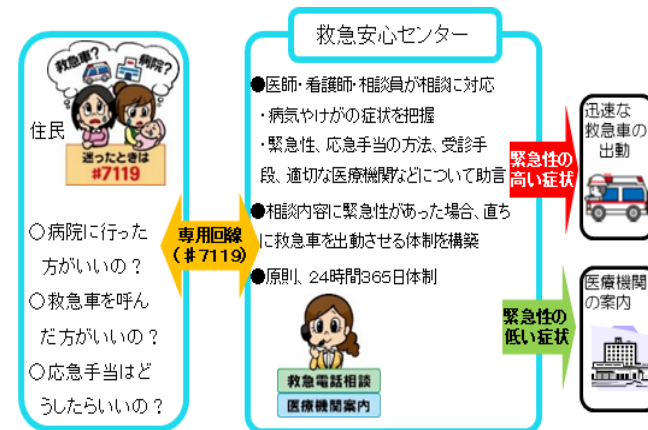 救急車?
病院?
住民
迷ったときは
#7119
○病院に行った
方がいいの？
○救急車を呼ん
だ方がいいの？
○応急手当はど
うしたらいいの？
専用回線
(#7119)
救急安心センター
●医師・看護師・相談員が相談に対応
・病気やけがの症状を把握
・緊急性、応急手当の方法、受診手
段、適切な医療機関などについて助言
●相談内容に緊急性があった場合、直ち
に救急車を出動させる体制を構築
●原則、24時間365日体制
救急電話相談
医療機関案内
緊急性の
高い症状
迅速な
救急車の
出動
緊急性の
低い症状
医療機関
の案内